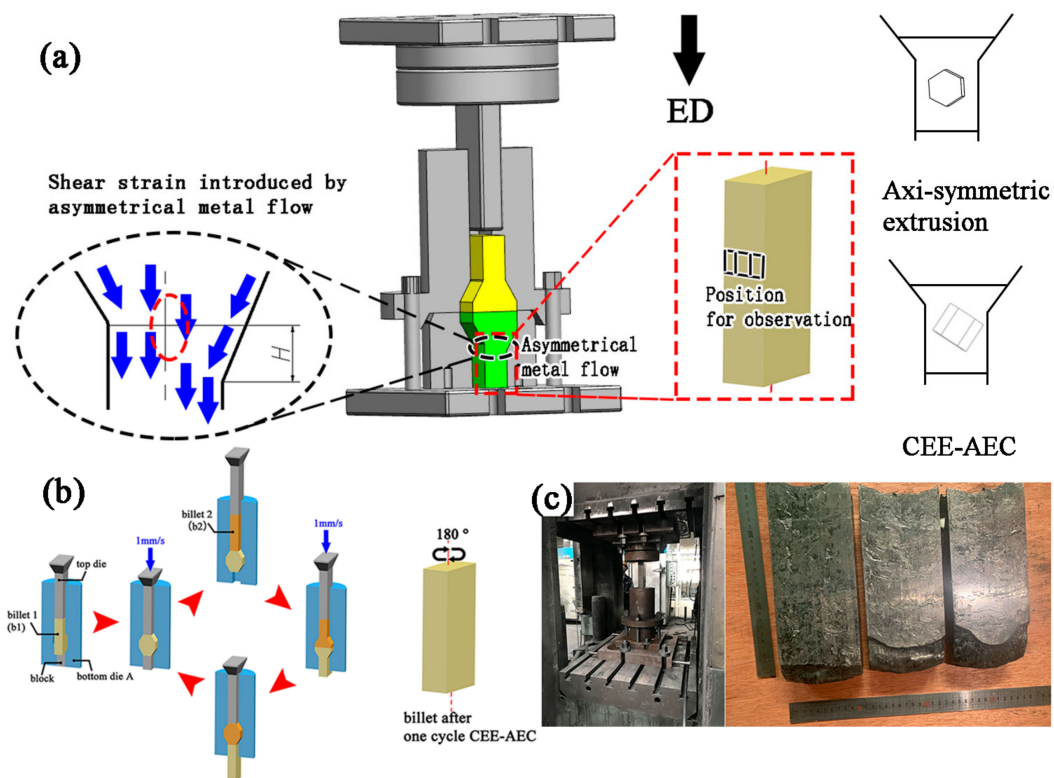 (a)
ED
Shear strain introduced by
asymmetrical metal flow
H
Asymmetrical
metal flow
Position
for observation
Axi-symmetric
extrusion
CEE-AEC
(b)
billet 2
(b2)
1mm/s
1mm/s
top die
billet 1
(b1)
block
bottom die A
180 °
billet after
one cycle CEE-AEC
(c)